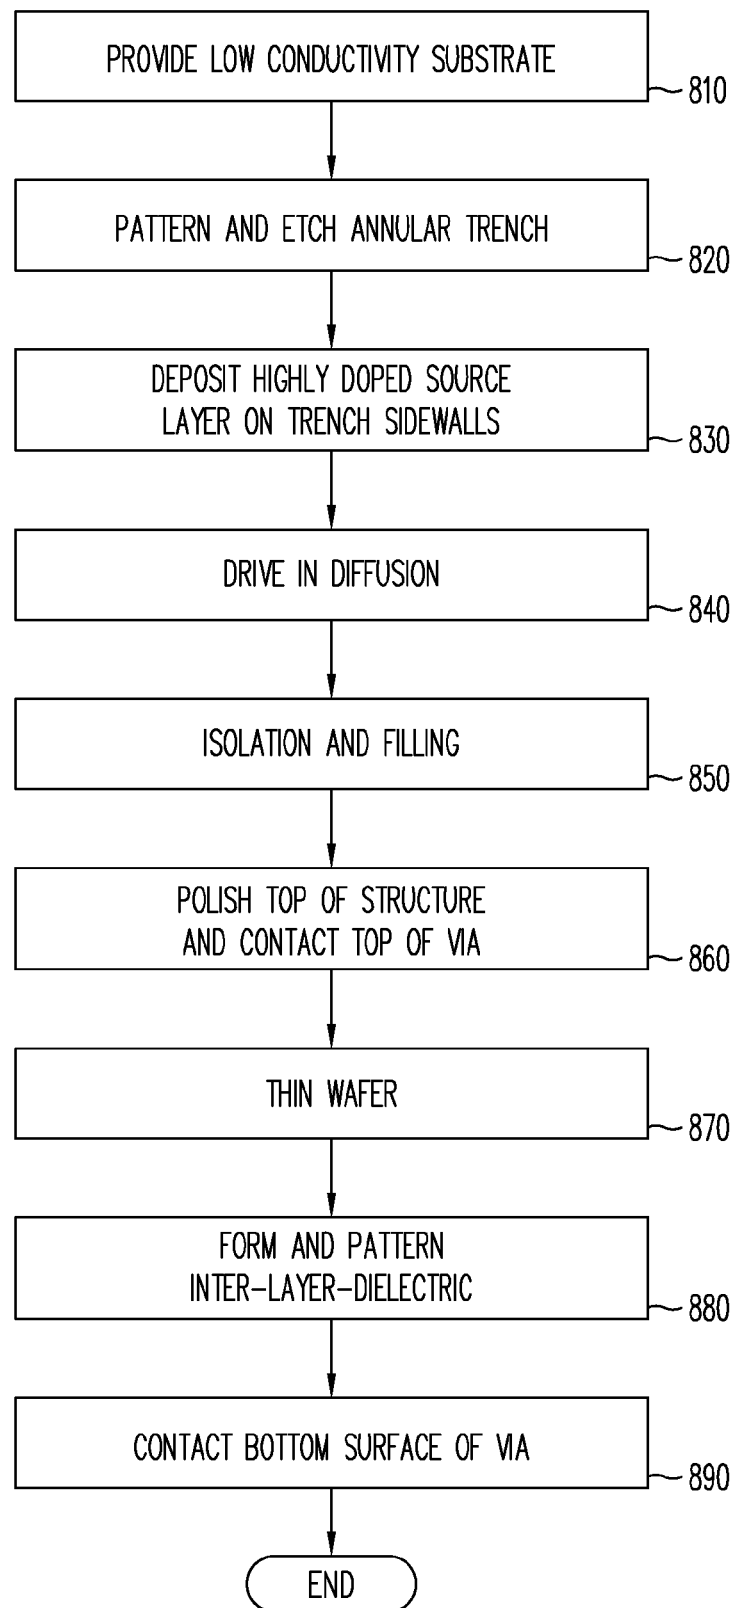 PROVIDE LOW CONDUCTIVITY SUBSTRATE
810
PATTERN AND ETCH ANNULAR TRENCH
820
DEPOSIT HIGHLY DOPED SOURCE
LAYER ON TRENCH SIDEWALLS
830
DRIVE IN DIFFUSION
840
ISOLATION AND FILLING
850
POLISH TOP OF STRUCTURE
AND CONTACT TOP OF VIA
860
THIN WAFER
870
FORM AND PATTERN
INTER-LAYER-DIELECTRIC
880
CONTACT BOTTOM SURFACE OF VIA
890
END